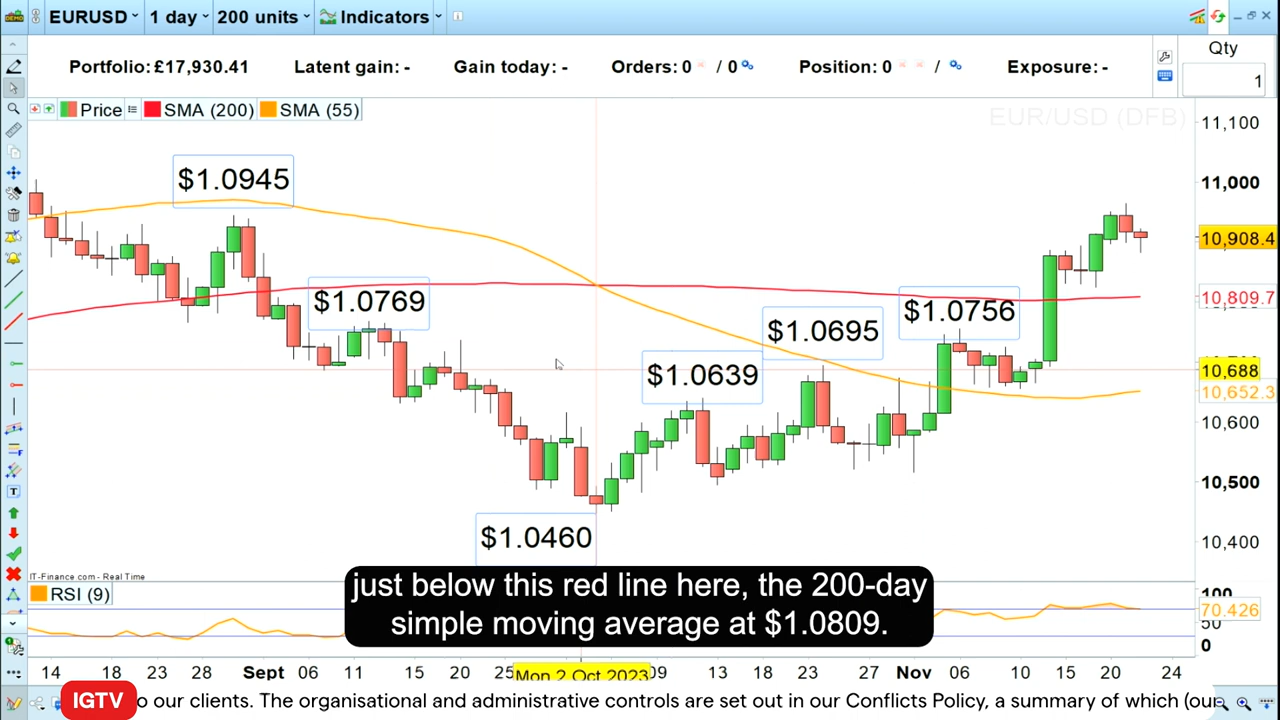 EURUSD 1 day 200 units Indicators
Qty
Portfolio: £17,930.41 Latent gain: - Gain today: - Orders: 0 / 0 Position: 0 / Exposure: -
1
Price SMA (200) SMA (55)
EUR/USD (DFB)
11,100
11,000
10,908.4
10,809.7
10,688
10,652.3
10,600
10,500
10,400
$1.0945
$1.0769
$1.0756
$1.0695
$1.0639
$1.0460
IT-Finance.com - Real Time
just below this red line here, the 200-day
simple moving average at $1.0809.
RSI (9)
100
70.426
50
0
14 18 23 28 Sept 06 11 15 20 25 Mon 2 Oct 2023 09 13 18 23 27 Nov 06 10 15 20 24
IGTV o our clients. The organisational and administrative controls are set out in our Conflicts Policy, a summary of which (our